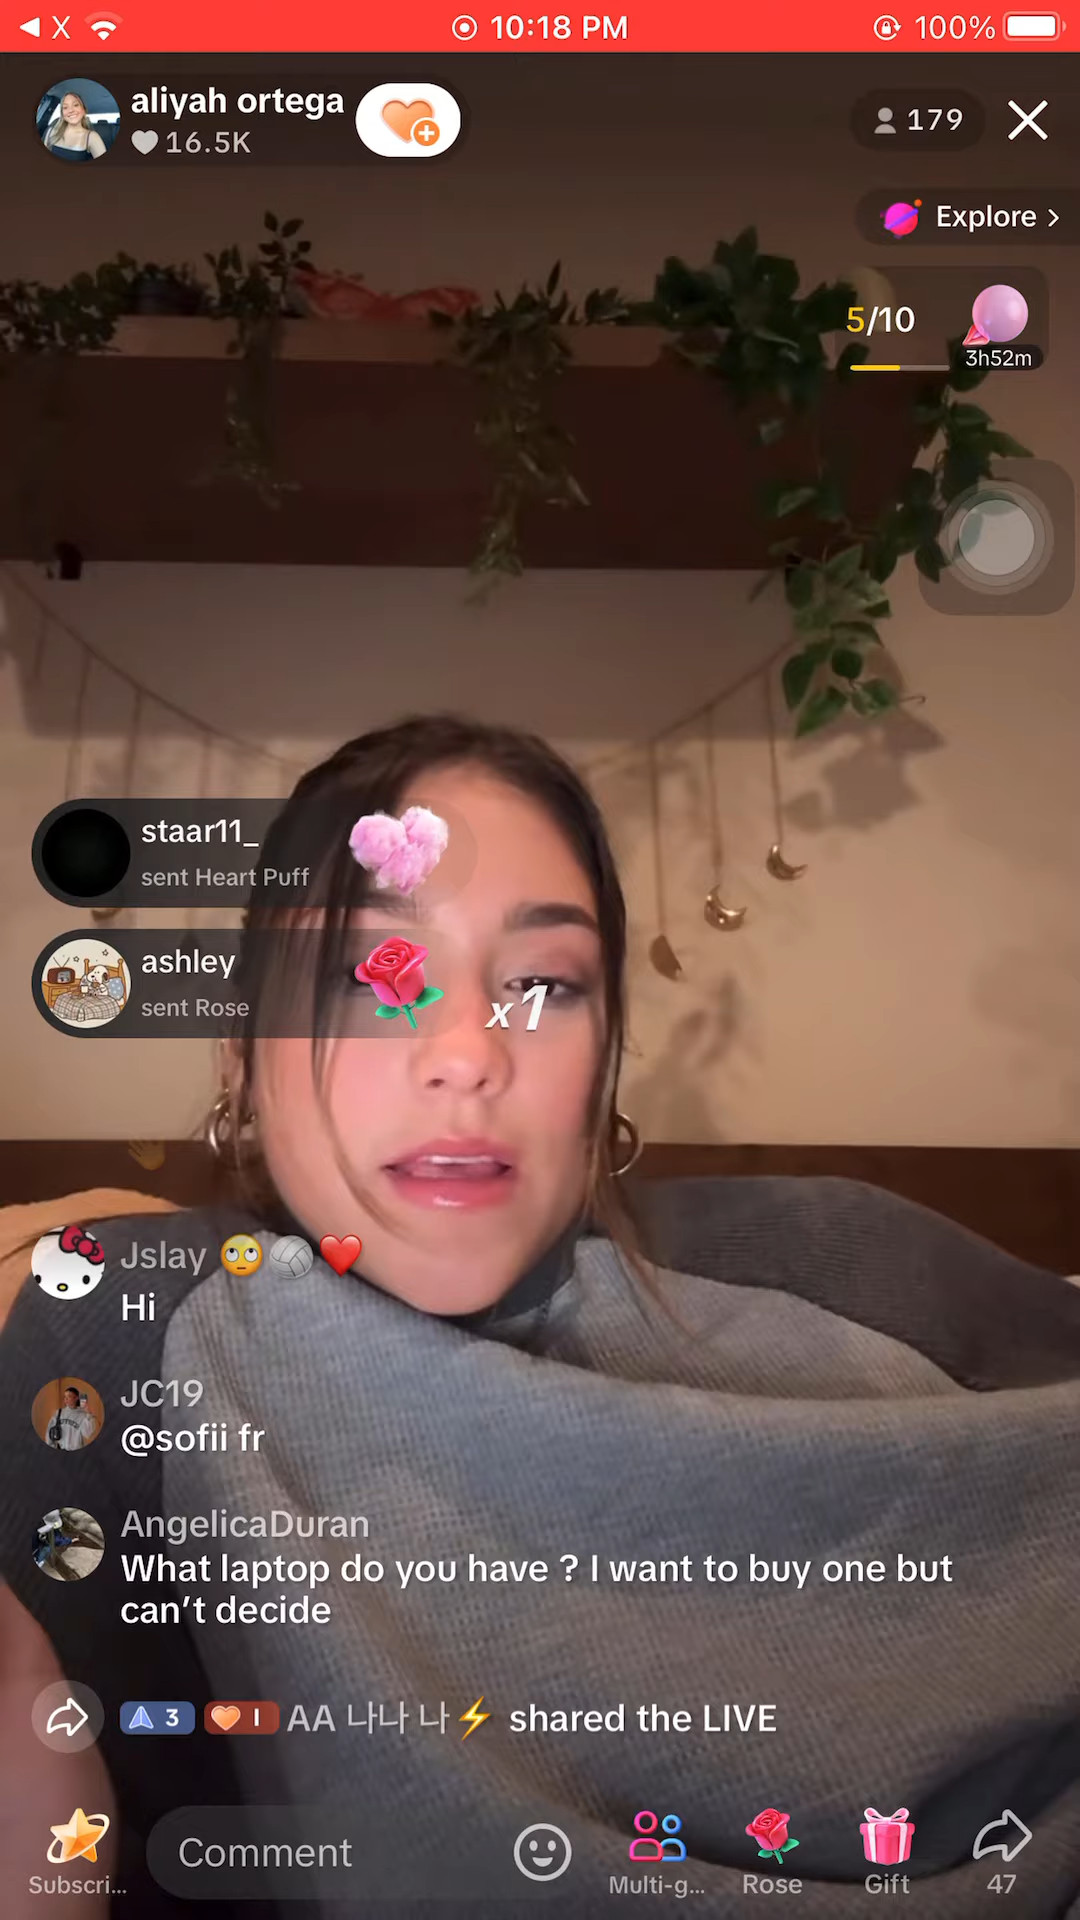 X
10:18 PM
100%
aliyah ortega
16.5K
179
Explore
5/10
3h52m
staar11_
sent Heart Puff
ashley
sent Rose
x1
Jslay 🙄🏐❤️
Hi
JC19
@sofii fr
AngelicaDuran
What laptop do you have ? I want to buy one but
can't decide
3 I AA 나나 나⚡ shared the LIVE
Comment
Subscri...
Multi-g...
Rose
Gift
47